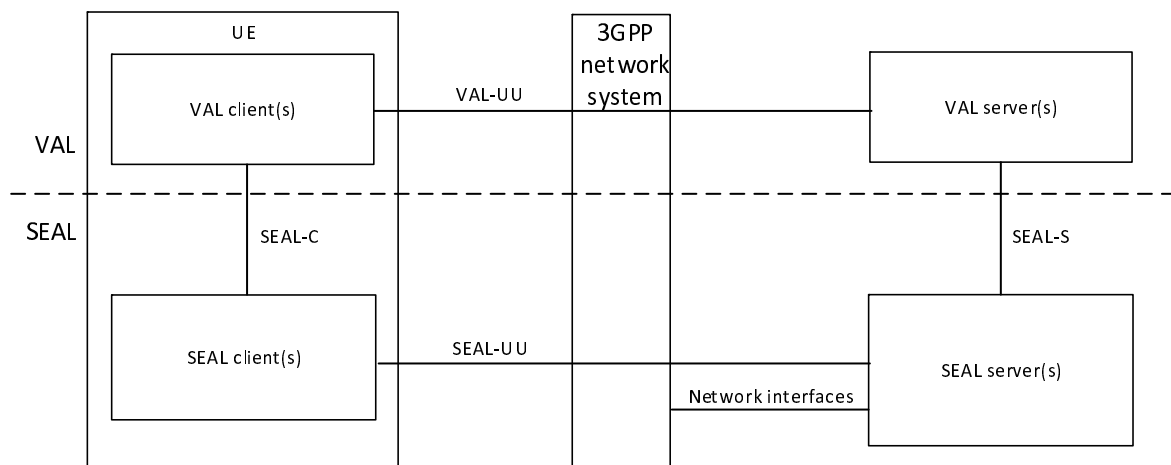 UE
3GPP
network
system
VAL client(s)
VAL-UU
VAL server(s)
VAL
SEAL
SEAL-C
SEAL-S
SEAL client(s)
SEAL-UU
SEAL server(s)
Network interfaces